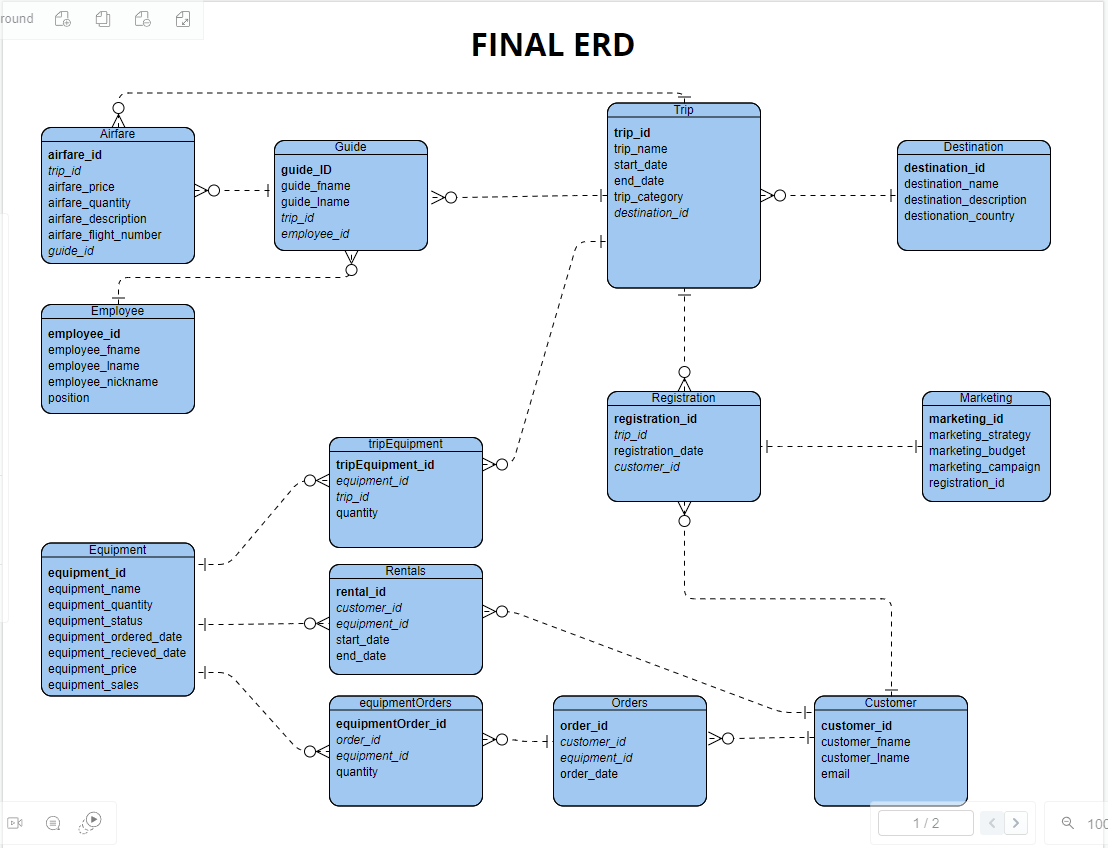 round
FINAL ERD
Airfare
airfare_id
trip_id
airfare_price
airfare_quantity
airfare_description
airfare_flight_number
guide_id
Guide
guide_ID
guide_fname
guide_lname
trip_id
employee_id
Trip
trip_id
trip_name
start_date
end_date
trip_category
destination_id
Destination
destination_id
destination_name
destination_description
destionation_country
Employee
employee_id
employee_fname
employee_lname
employee_nickname
position
Registration
registration_id
trip_id
registration_date
customer_id
Marketing
marketing_id
marketing_strategy
marketing_budget
marketing_campaign
registration_id
tripEquipment
tripEquipment_id
equipment_id
trip_id
quantity
Equipment
equipment_id
equipment_name
equipment_quantity
equipment_status
equipment_ordered_date
equipment_recieved_date
equipment_price
equipment_sales
Rentals
rental_id
customer_id
equipment_id
start_date
end_date
equipmentOrders
equipmentOrder_id
order_id
equipment_id
quantity
Orders
order_id
customer_id
equipment_id
order_date
Customer
customer_id
customer_fname
customer_lname
email
1 / 2
100